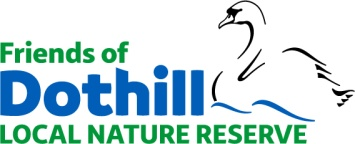 Friends of
Dothill
LOCAL NATURE RESERVE